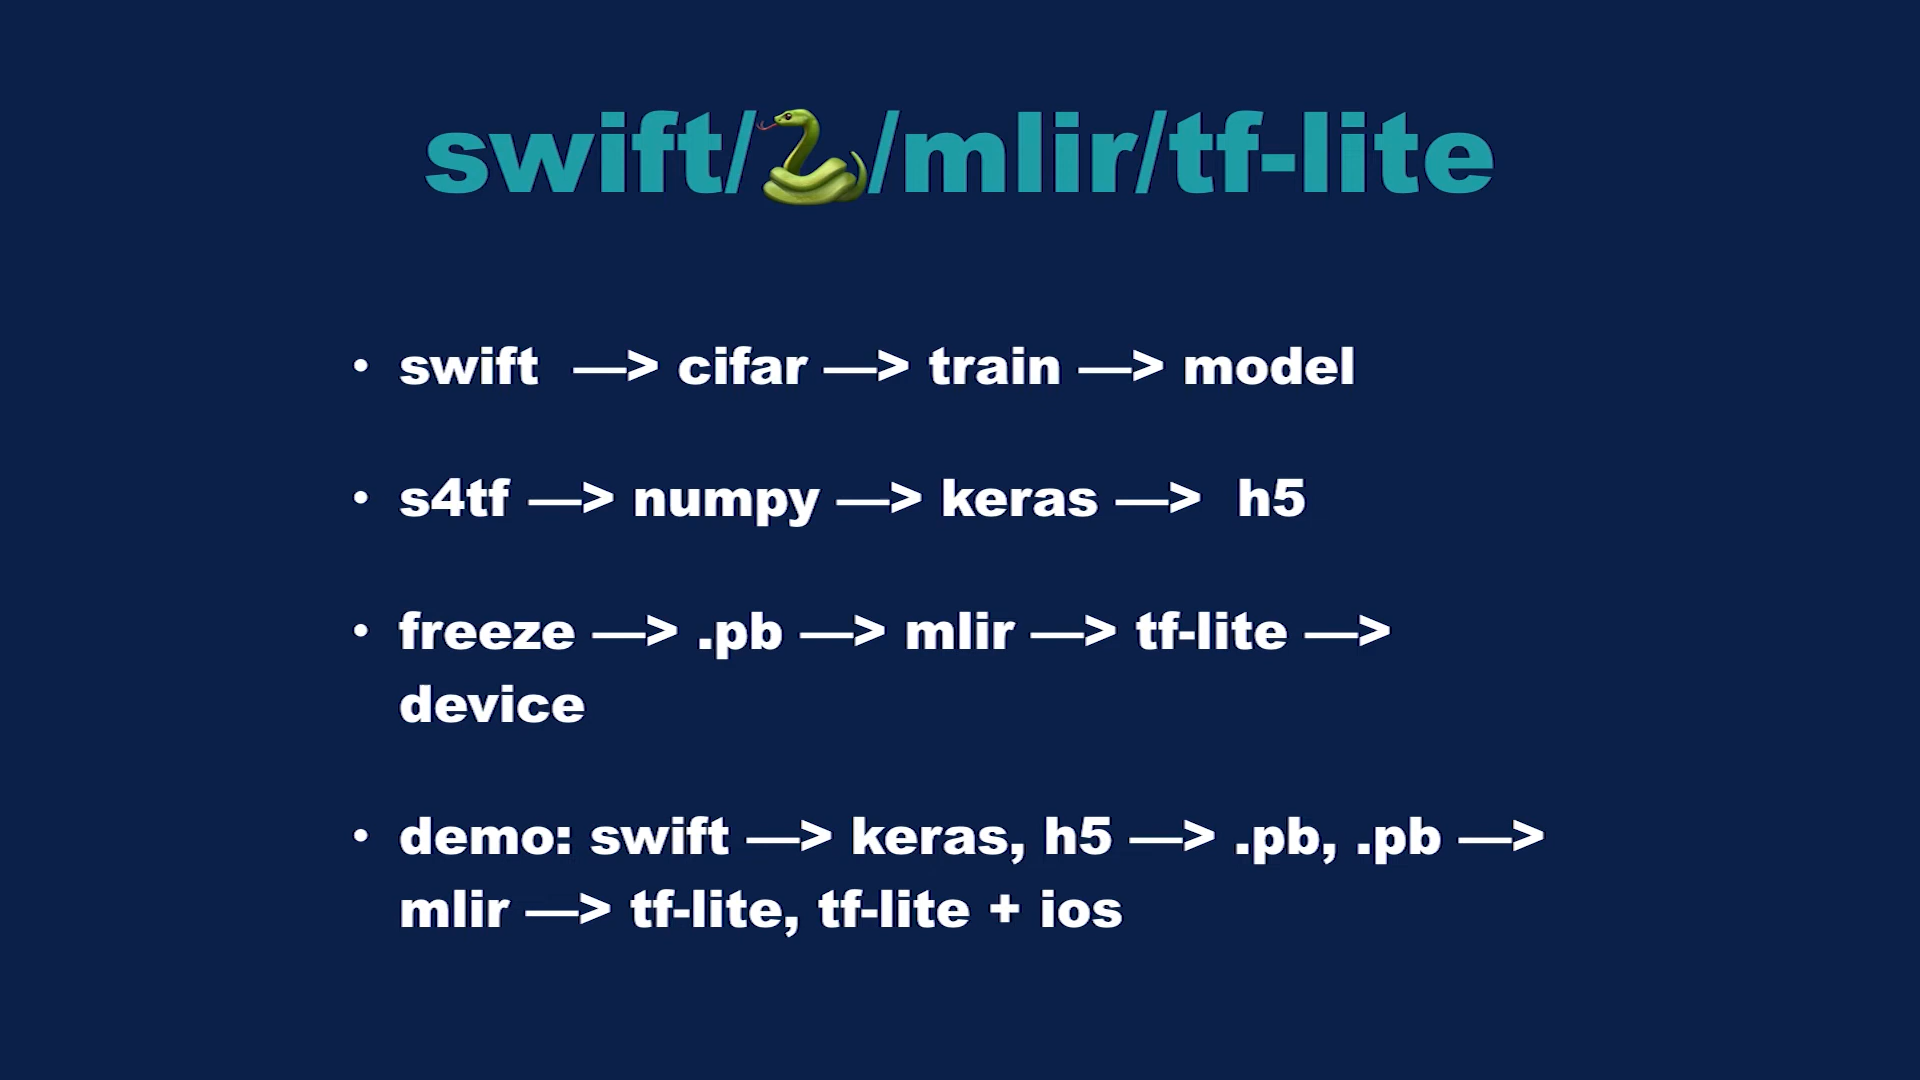 swift/🐍/mlir/tf-lite
• swift —> cifar —> train —> model
• s4tf —> numpy —> keras —> h5
• freeze —> .pb —> mlir —> tf-lite —>
device
• demo: swift —> keras, h5 —> .pb, .pb —>
mlir —> tf-lite, tf-lite + ios